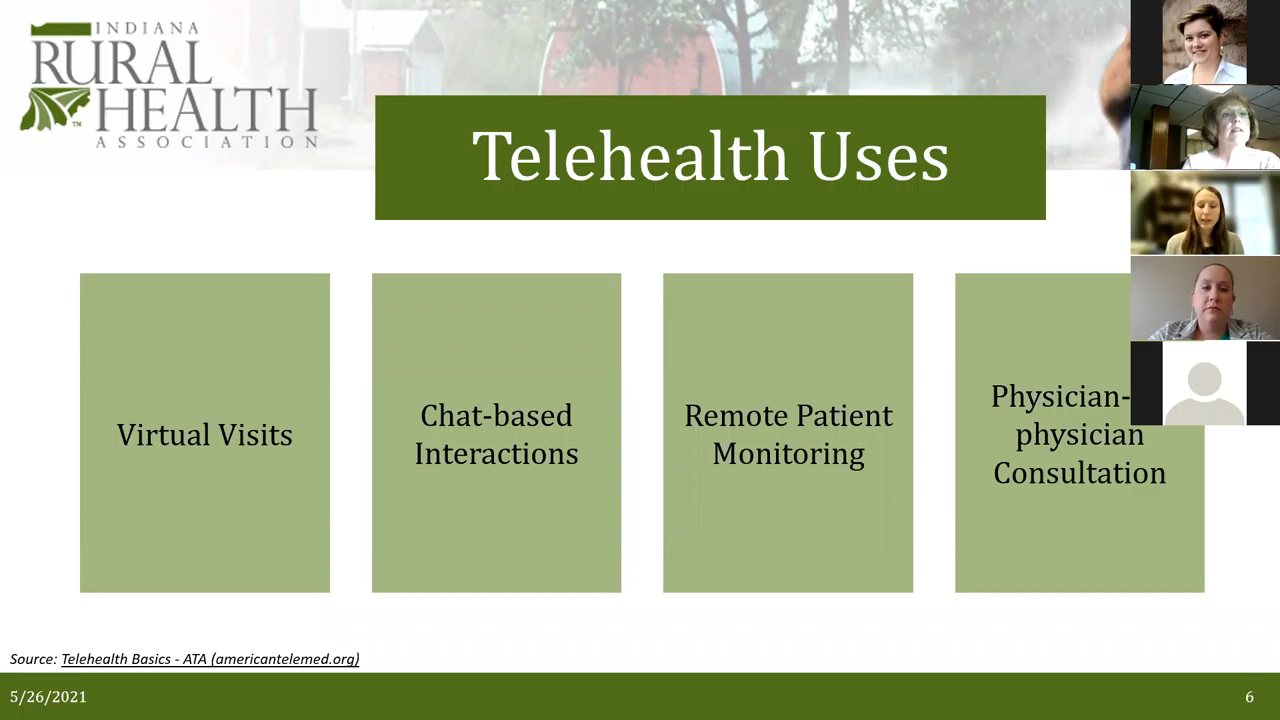 INDIANA
RURAL
HEALTH
ASSOCIATION
™
Telehealth Uses
Virtual Visits
Chat-based
Interactions
Remote Patient
Monitoring
Physician-
physician
Consultation
Source: Telehealth Basics - ATA (americantelemed.org)
5/26/2021
6